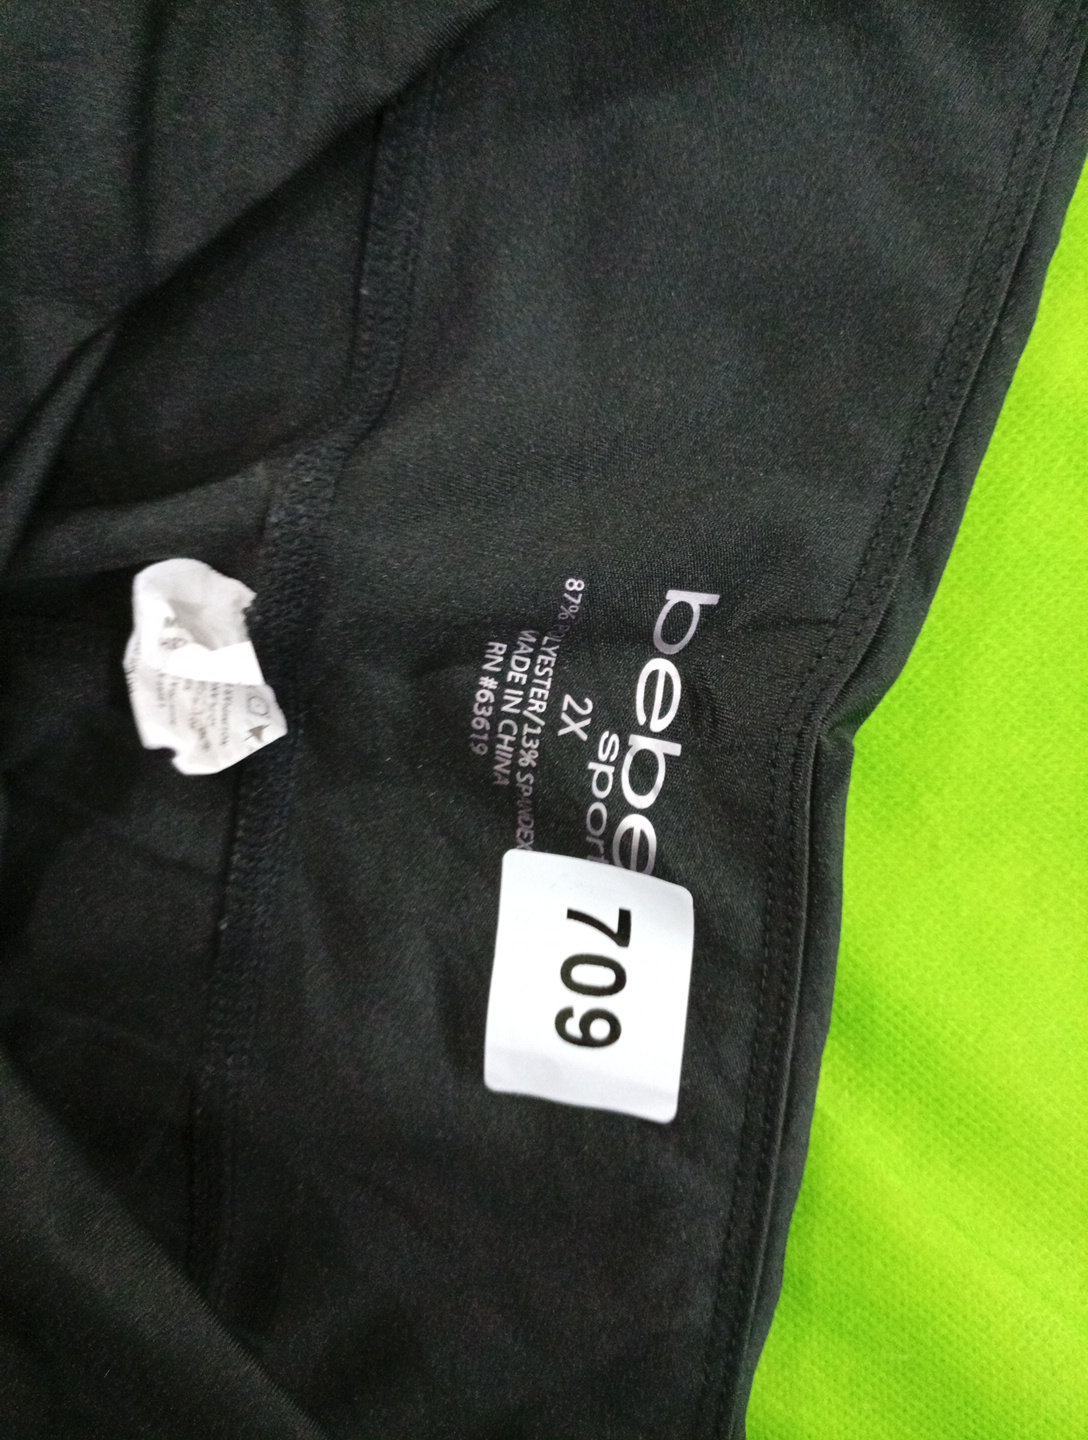 bebe
sport
2X
87% POLYESTER/13% SPANDEX
MADE IN CHINA
RN #63619
709